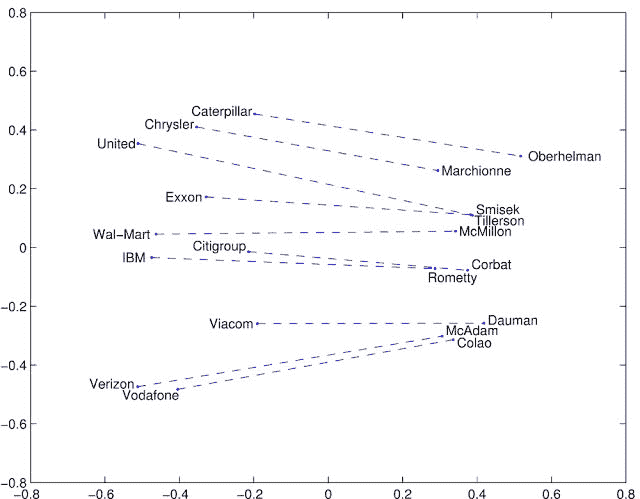 0.8
0.6
Caterpillar
Chrysler
0.4
United
Oberhelman
Marchionne
0.2
Exxon
Smisek
Tillerson
McMillon
Wal-Mart
0
Citigroup
IBM
Corbat
Rometty
-0.2
Viacom
Dauman
McAdam
Colao
-0.4
Verizon
Vodafone
-0.6
-0.8
-0.8 -0.6 -0.4 -0.2 0 0.2 0.4 0.6 0.8